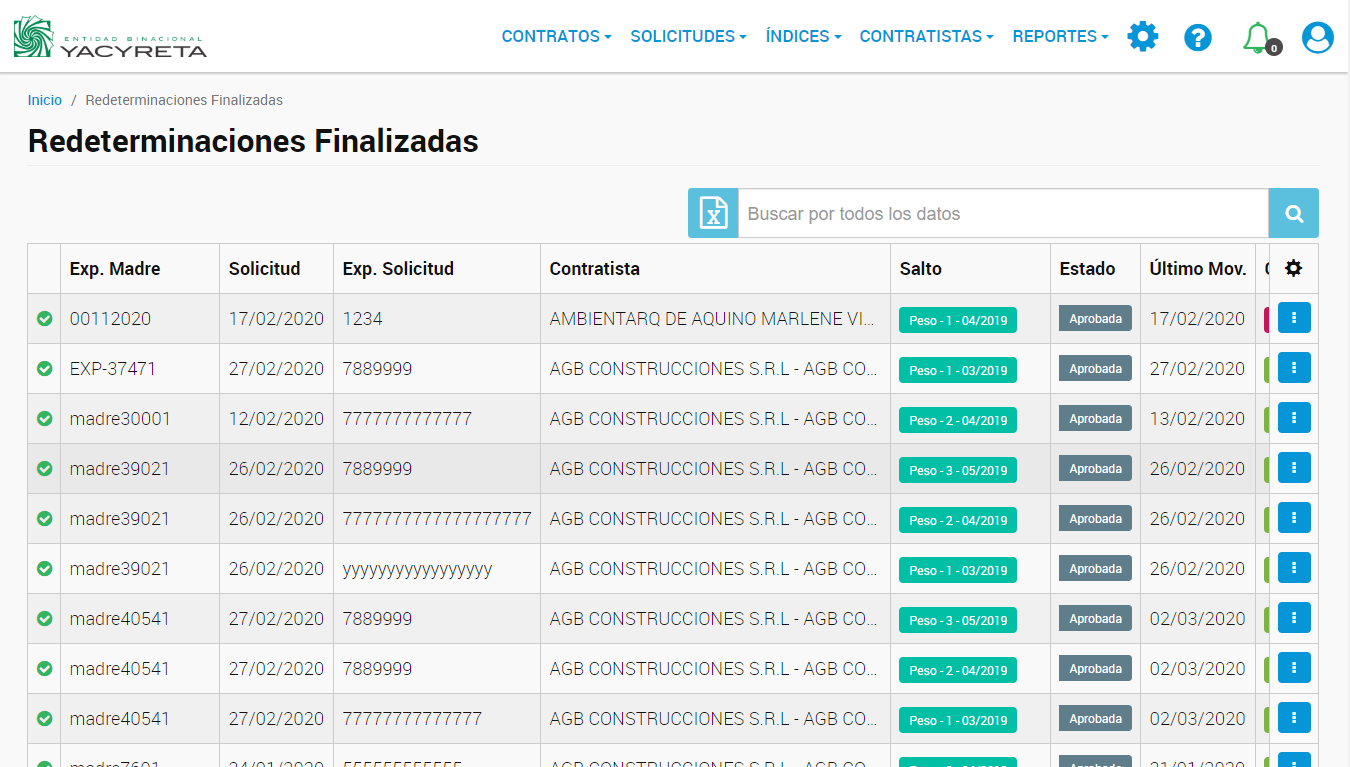 ENTIDAD BINACIONAL
YACYRETA
CONTRATOS SOLICITUDES ÍNDICES CONTRATISTAS REPORTES ? 0
Inicio / Redeterminaciones Finalizadas
Redeterminaciones Finalizadas
X Buscar por todos los datos
Exp. Madre Solicitud Exp. Solicitud Contratista Salto Estado Último Mov.
00112020 17/02/2020 1234 AMBIENTARQ DE AQUINO MARLENE VI... Peso - 1 - 04/2019 Aprobada 17/02/2020
EXP-37471 27/02/2020 7889999 AGB CONSTRUCCIONES S.R.L - AGB CO... Peso - 1 - 03/2019 Aprobada 27/02/2020
madre30001 12/02/2020 7777777777777 AGB CONSTRUCCIONES S.R.L - AGB CO... Peso - 2 - 04/2019 Aprobada 13/02/2020
madre39021 26/02/2020 7889999 AGB CONSTRUCCIONES S.R.L - AGB CO... Peso - 3 - 05/2019 Aprobada 26/02/2020
madre39021 26/02/2020 7777777777777777777 AGB CONSTRUCCIONES S.R.L - AGB CO... Peso - 2 - 04/2019 Aprobada 26/02/2020
madre39021 26/02/2020 yyyyyyyyyyyyyyyyy AGB CONSTRUCCIONES S.R.L - AGB CO... Peso - 1 - 03/2019 Aprobada 26/02/2020
madre40541 27/02/2020 7889999 AGB CONSTRUCCIONES S.R.L - AGB CO... Peso - 3 - 05/2019 Aprobada 02/03/2020
madre40541 27/02/2020 7889999 AGB CONSTRUCCIONES S.R.L - AGB CO... Peso - 2 - 04/2019 Aprobada 02/03/2020
madre40541 27/02/2020 77777777777777 AGB CONSTRUCCIONES S.R.L - AGB CO... Peso - 1 - 03/2019 Aprobada 02/03/2020
madre7601 24/01/2020 555555555555 AGB CONSTRUCCIONES S.R.L - AGB CO... Aprobada 31/01/2020